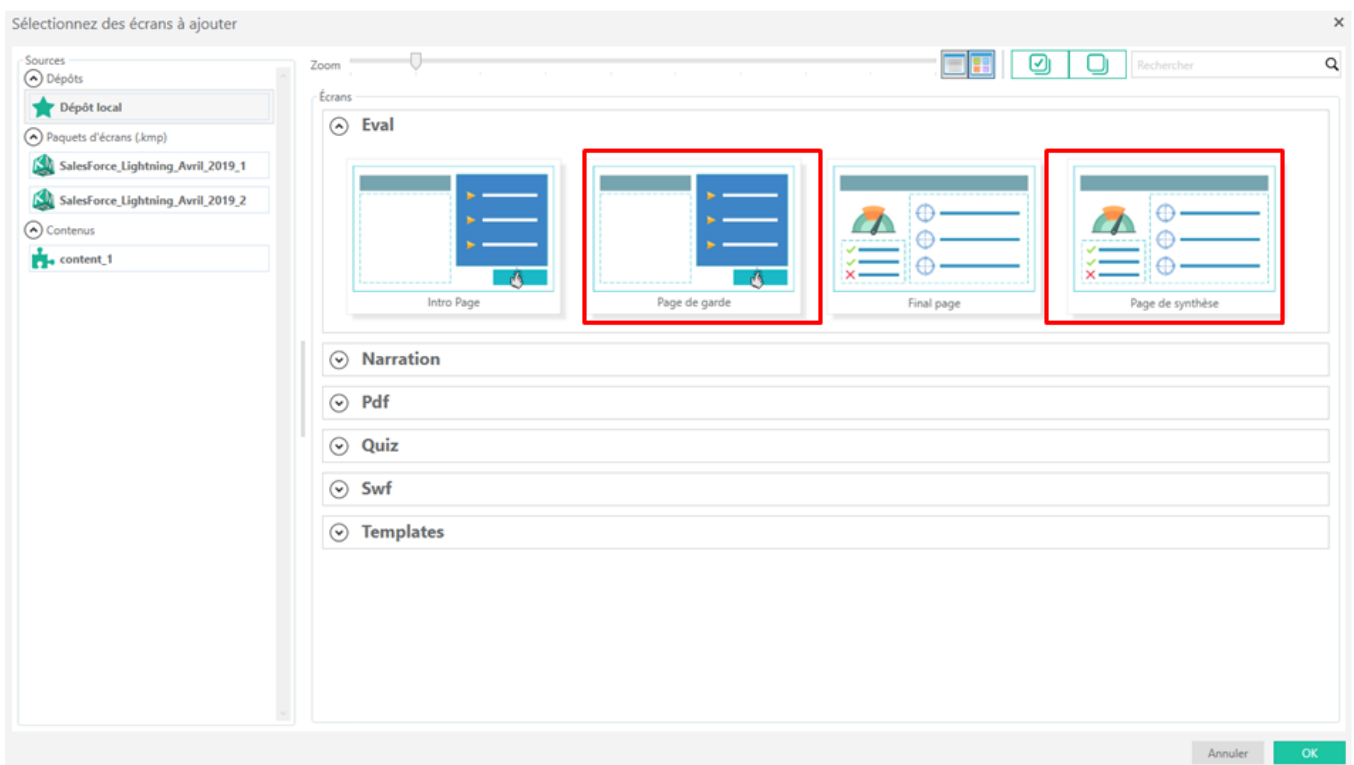 Sélectionnez des écrans à ajouter
Sources
Dépôts
Dépôt local
Paquets d'écrans (.kmp)
SalesForce_Lightning_Avril_2019_1
SalesForce_Lightning_Avril_2019_2
Contenus
content_1
Zoom
Rechercher
Écrans
Eval
Intro Page
Page de garde
Final page
Page de synthèse
Narration
Pdf
Quiz
Swf
Templates
Annuler
OK